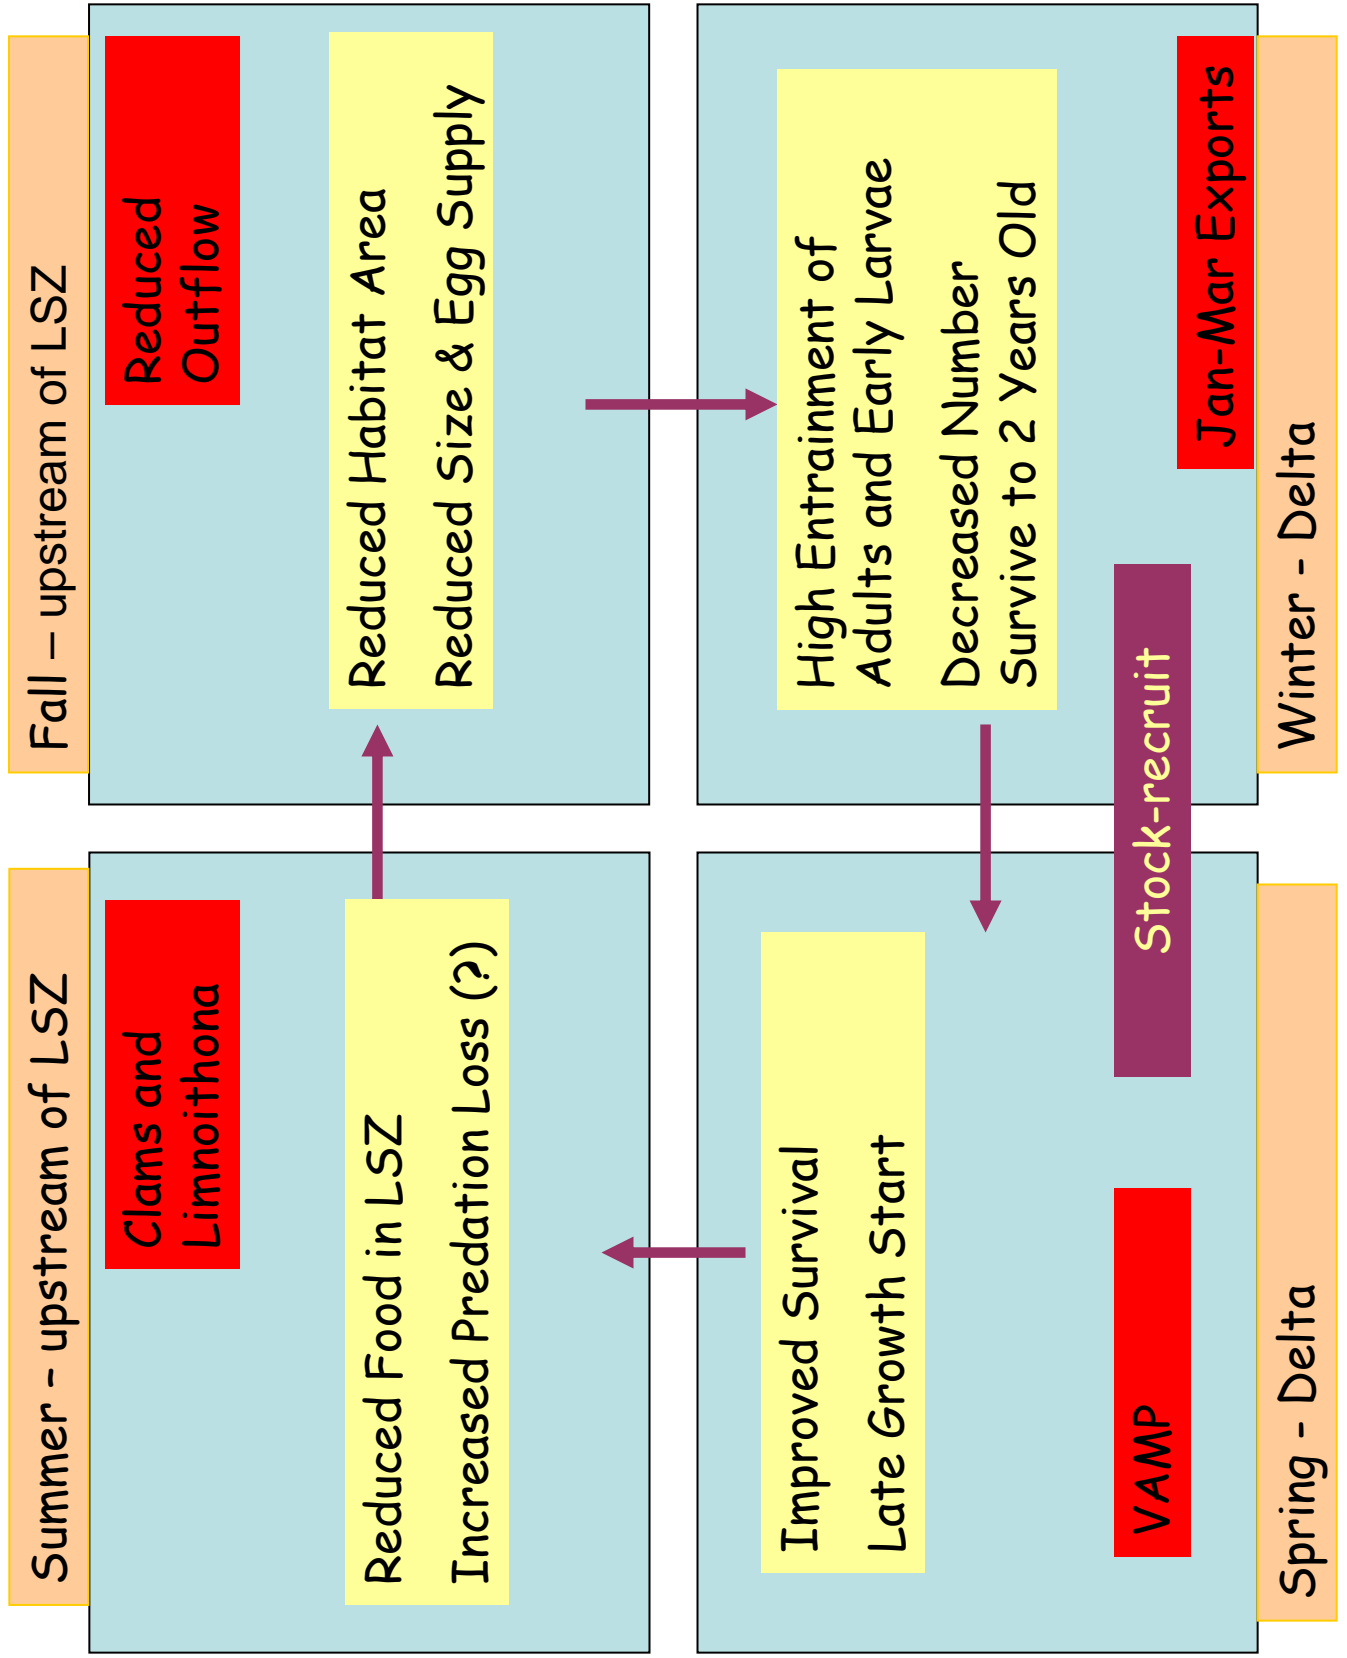 Summer - upstream of LSZ
Clams and
Limnoithona
Reduced Food in LSZ
Increased Predation Loss (?)
Fall – upstream of LSZ
Reduced
Outflow
Reduced Habitat Area
Reduced Size & Egg Supply
Improved Survival
Late Growth Start
VAMP
Spring - Delta
High Entrainment of
Adults and Early Larvae
Decreased Number
Survive to 2 Years Old
Stock-recruit
Jan-Mar Exports
Winter - Delta